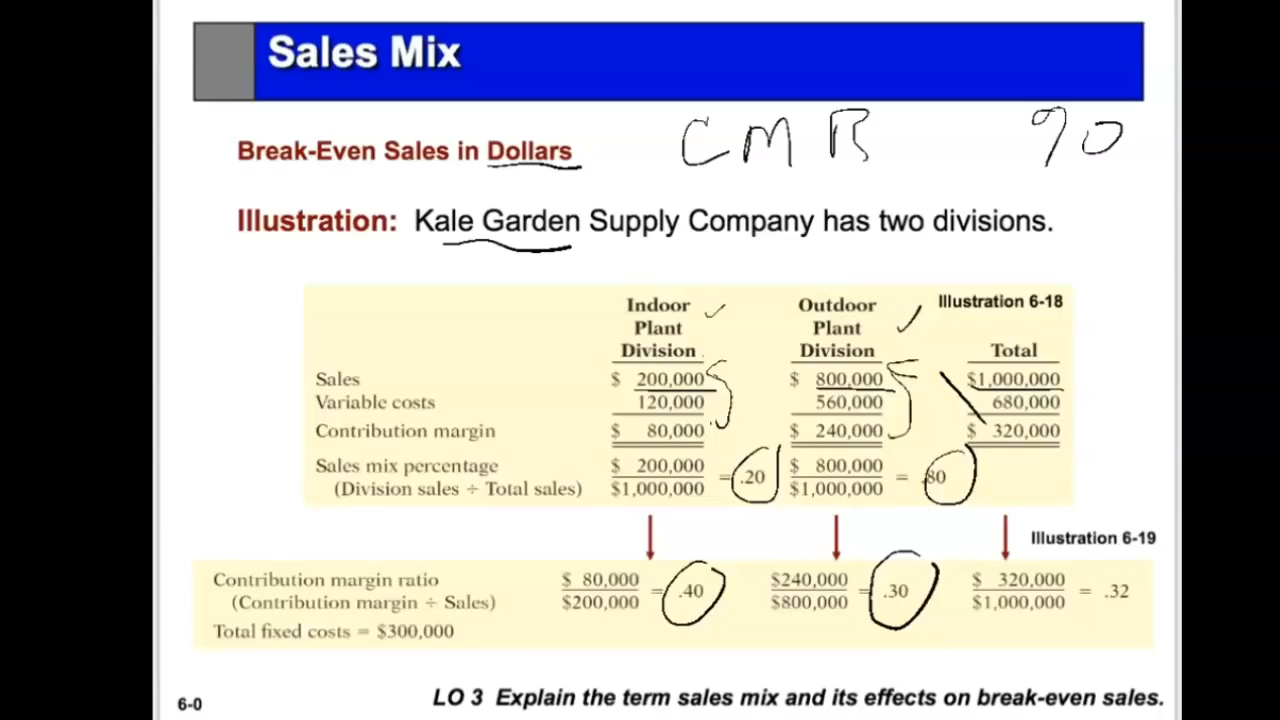 Sales Mix
Break-Even Sales in Dollars CMR 90
Illustration: Kale Garden Supply Company has two divisions.
Indoor Outdoor Illustration 6-18
Plant Plant
Division Division Total
Sales $ 200,000 $ 800,000 $1,000,000
Variable costs 120,000 560,000 680,000
Contribution margin $ 80,000 $ 240,000 $ 320,000
Sales mix percentage $ 200,000 = .20 $ 800,000 = .80
(Division sales ÷ Total sales) $1,000,000 $1,000,000
Illustration 6-19
Contribution margin ratio $ 80,000 = .40 $240,000 = .30 $ 320,000 = .32
(Contribution margin ÷ Sales) $200,000 $800,000 $1,000,000
Total fixed costs = $300,000
LO 3 Explain the term sales mix and its effects on break-even sales.
6-0